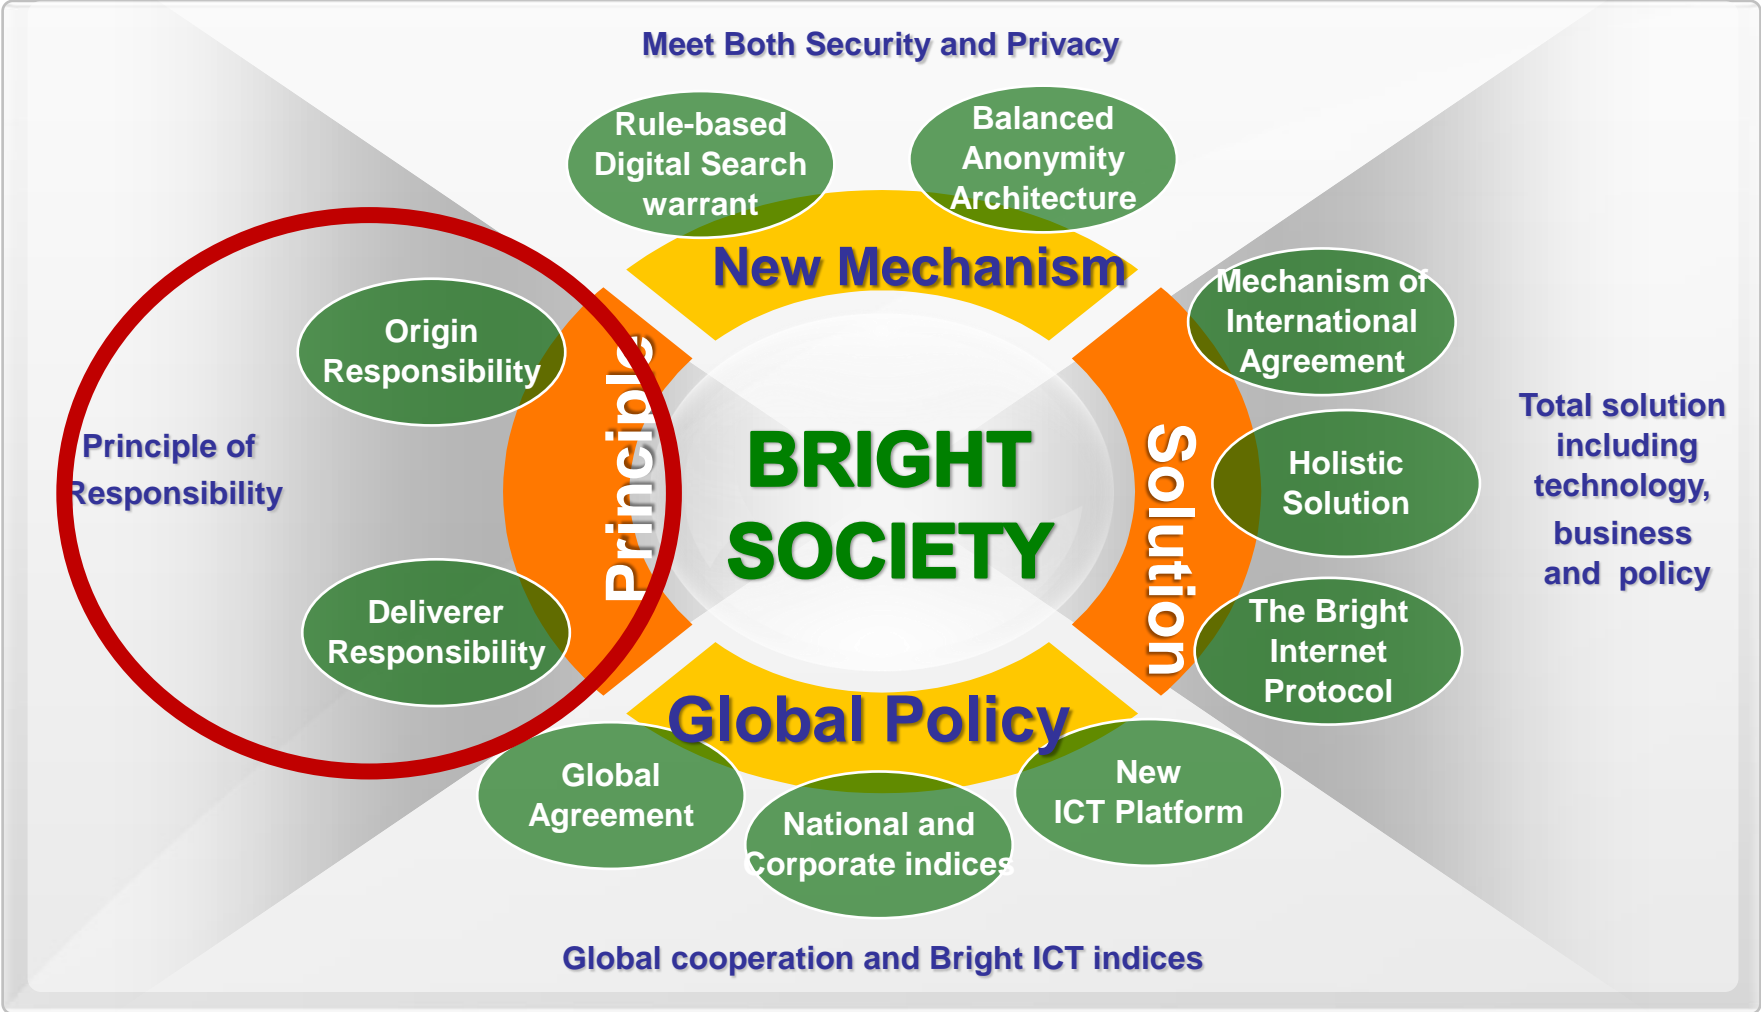 Meet Both Security and Privacy
Rule-based
Digital Search
warrant
Balanced
Anonymity
Architecture
New Mechanism
Origin
Responsibility
Principle of
Responsibility
Deliverer
Responsibility
Principle
BRIGHT
SOCIETY
Solution
Mechanism of
International
Agreement
Holistic
Solution
The Bright
Internet
Protocol
Total solution
including
technology,
business
and policy
Global Policy
Global
Agreement
National and
Corporate indices
New
ICT Platform
Global cooperation and Bright ICT indices